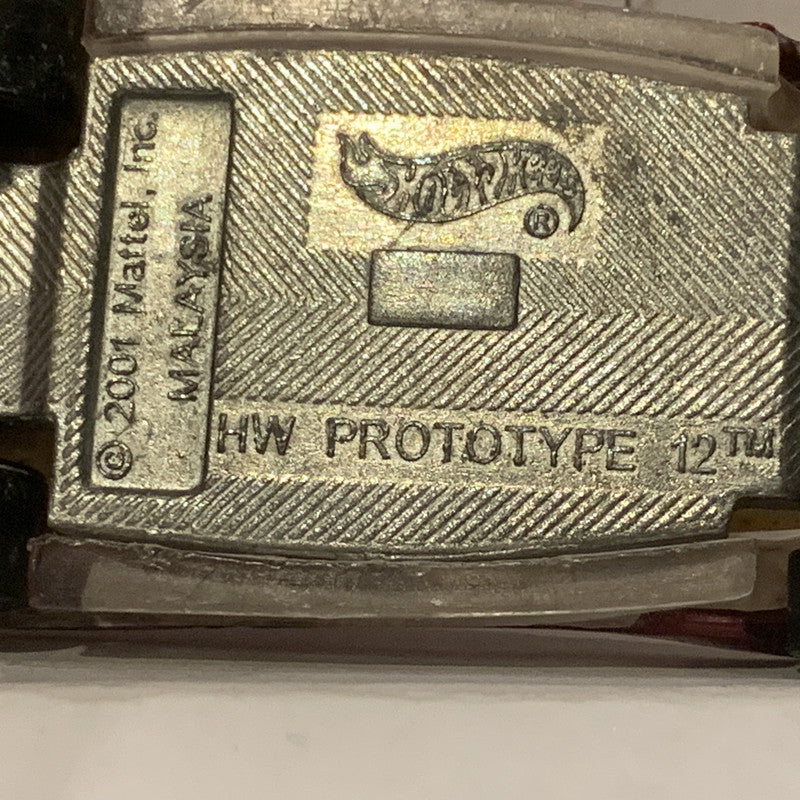 © 2001 Mattel, Inc.
MALAYSIA
Hot Wheels®
HW PROTOTYPE 12™